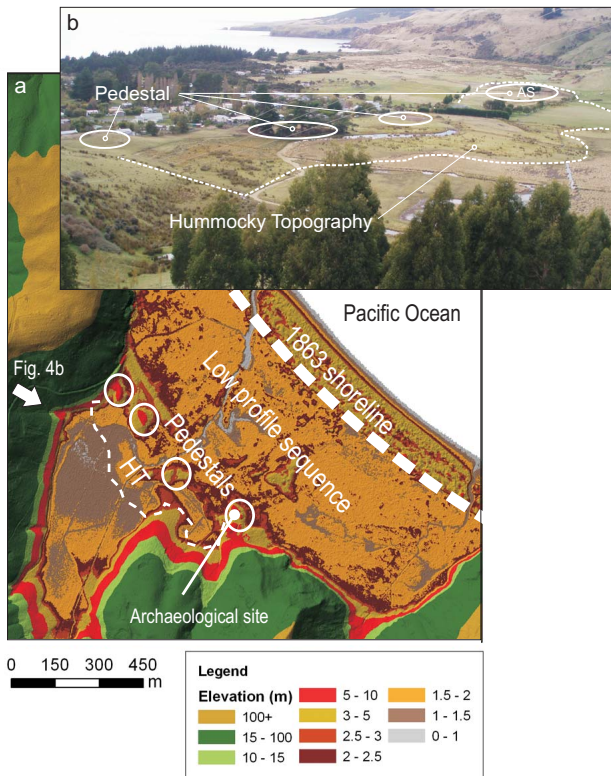 b
a
Pedestal
AS
Hummocky Topography
Pacific Ocean
Fig. 4b
1863 shoreline
Low profile sequence
Pedestals
HT
Archaeological site
0 150 300 450
m
Legend
Elevation (m)
100+
15 - 100
10 - 15
5 - 10
3 - 5
2.5 - 3
2 - 2.5
1.5 - 2
1 - 1.5
0 - 1